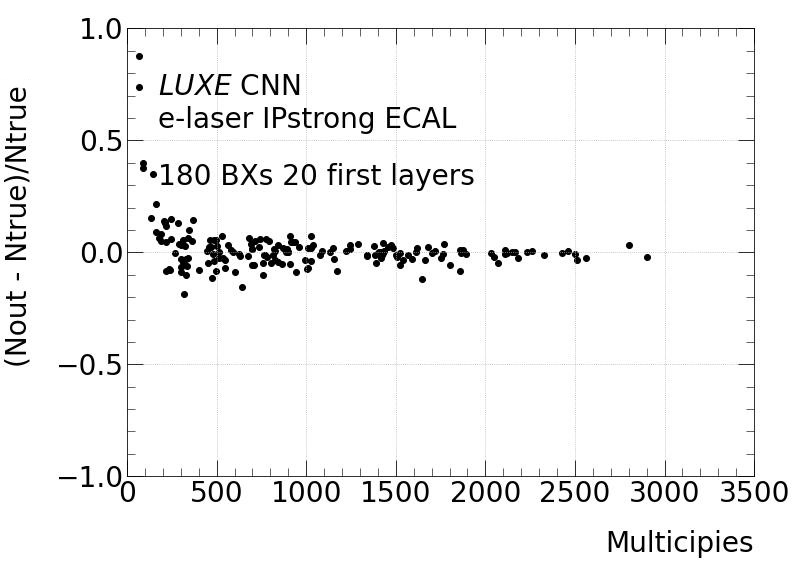 1.0
LUXE CNN
e-laser IPstrong ECAL
0.5
180 BXs 20 first layers
(Nout - Ntrue)/Ntrue
0.0
−0.5
−1.0
0 500 1000 1500 2000 2500 3000 3500
Multicipies